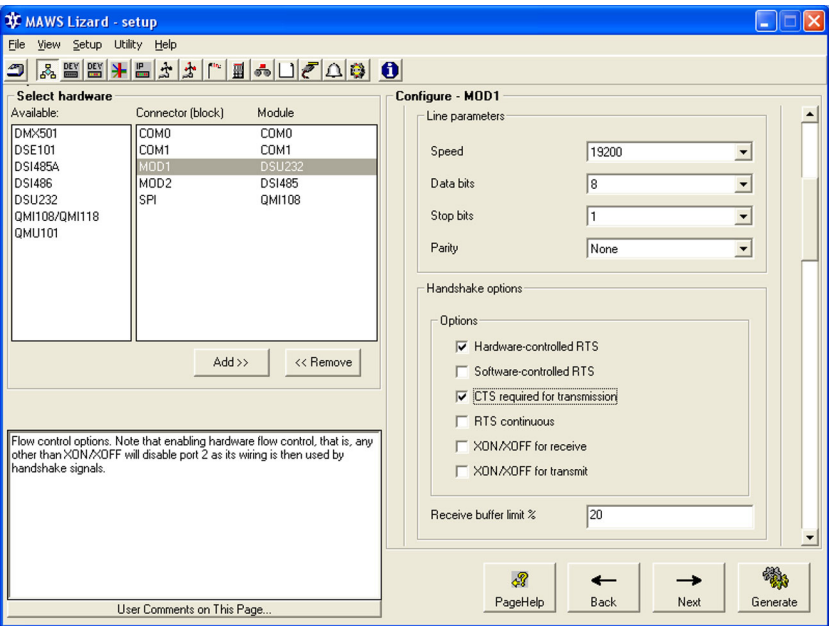 MAWS Lizard - setup
File View Setup Utility Help
DEV DEV IP
Select hardware
Available: Connector (block) Module
DMX501 COM0 COM0
DSE101 COM1 COM1
DSI485A MOD1 DSU232
DSI486 MOD2 DSI485
DSU232 SPI QMI108
QMI108/QMI118
QMU101
Add >> << Remove
Flow control options. Note that enabling hardware flow control, that is, any
other than XON/XOFF will disable port 2 as its wiring is then used by
handshake signals.
User Comments on This Page...
Configure - MOD1
Line parameters
Speed 19200
Data bits 8
Stop bits 1
Parity None
Handshake options
Options
Hardware-controlled RTS
Software-controlled RTS
CTS required for transmission
RTS continuous
XON/XOFF for receive
XON/XOFF for transmit
Receive buffer limit % 20
PageHelp Back Next Generate